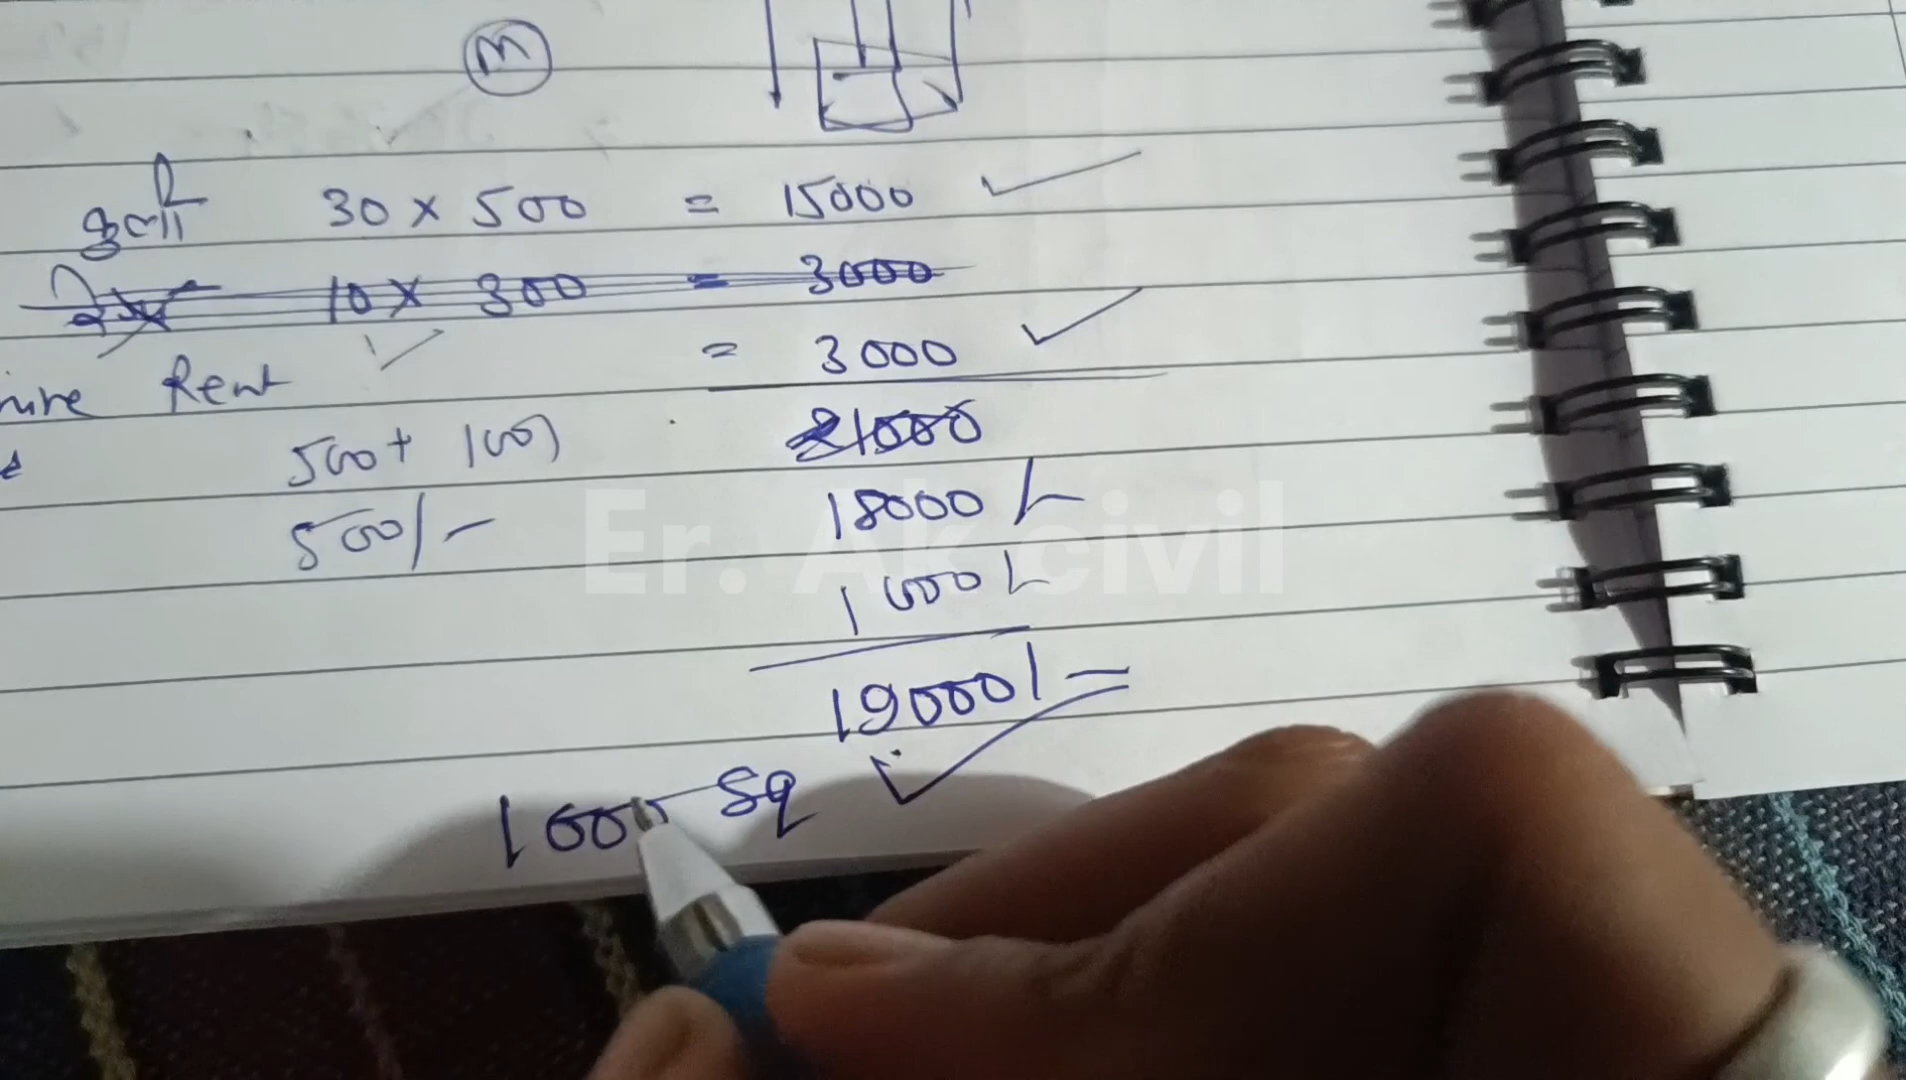 M
कुली 30 x 500 = 15000
10 x 300 = 3000
Rent = 3000
500+ 100) 21000
500/- 18000
1000
19000/=
1000 Sq
Er. Ak civil